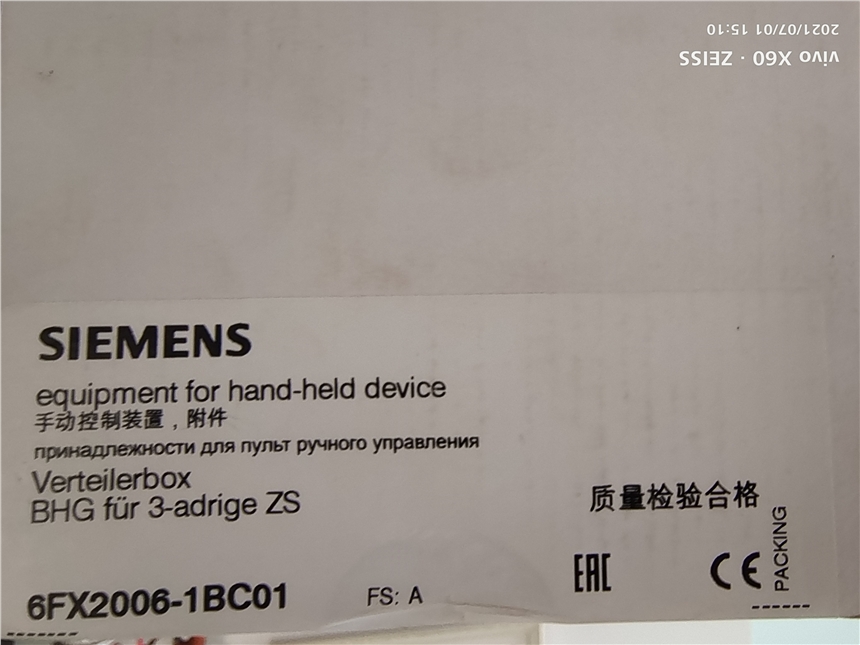 2021/07/01 15:10
vivo X60 · ZEISS
SIEMENS
equipment for hand-held device
手动控制装置，附件
принадлежности для пульт ручного управления
Verteilerbox
BHG für 3-adrige ZS
质量检验合格
PACKING
EAC
CE
6FX2006-1BC01
FS: A